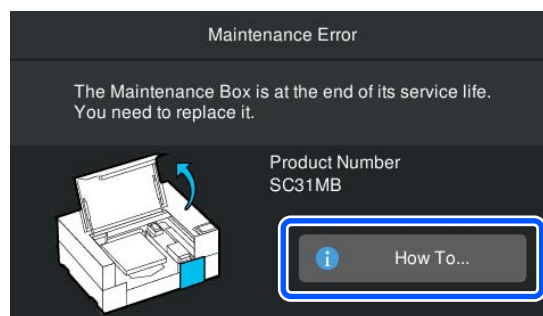 Maintenance Error
The Maintenance Box is at the end of its service life.
You need to replace it.
Product Number
SC31MB
How To...